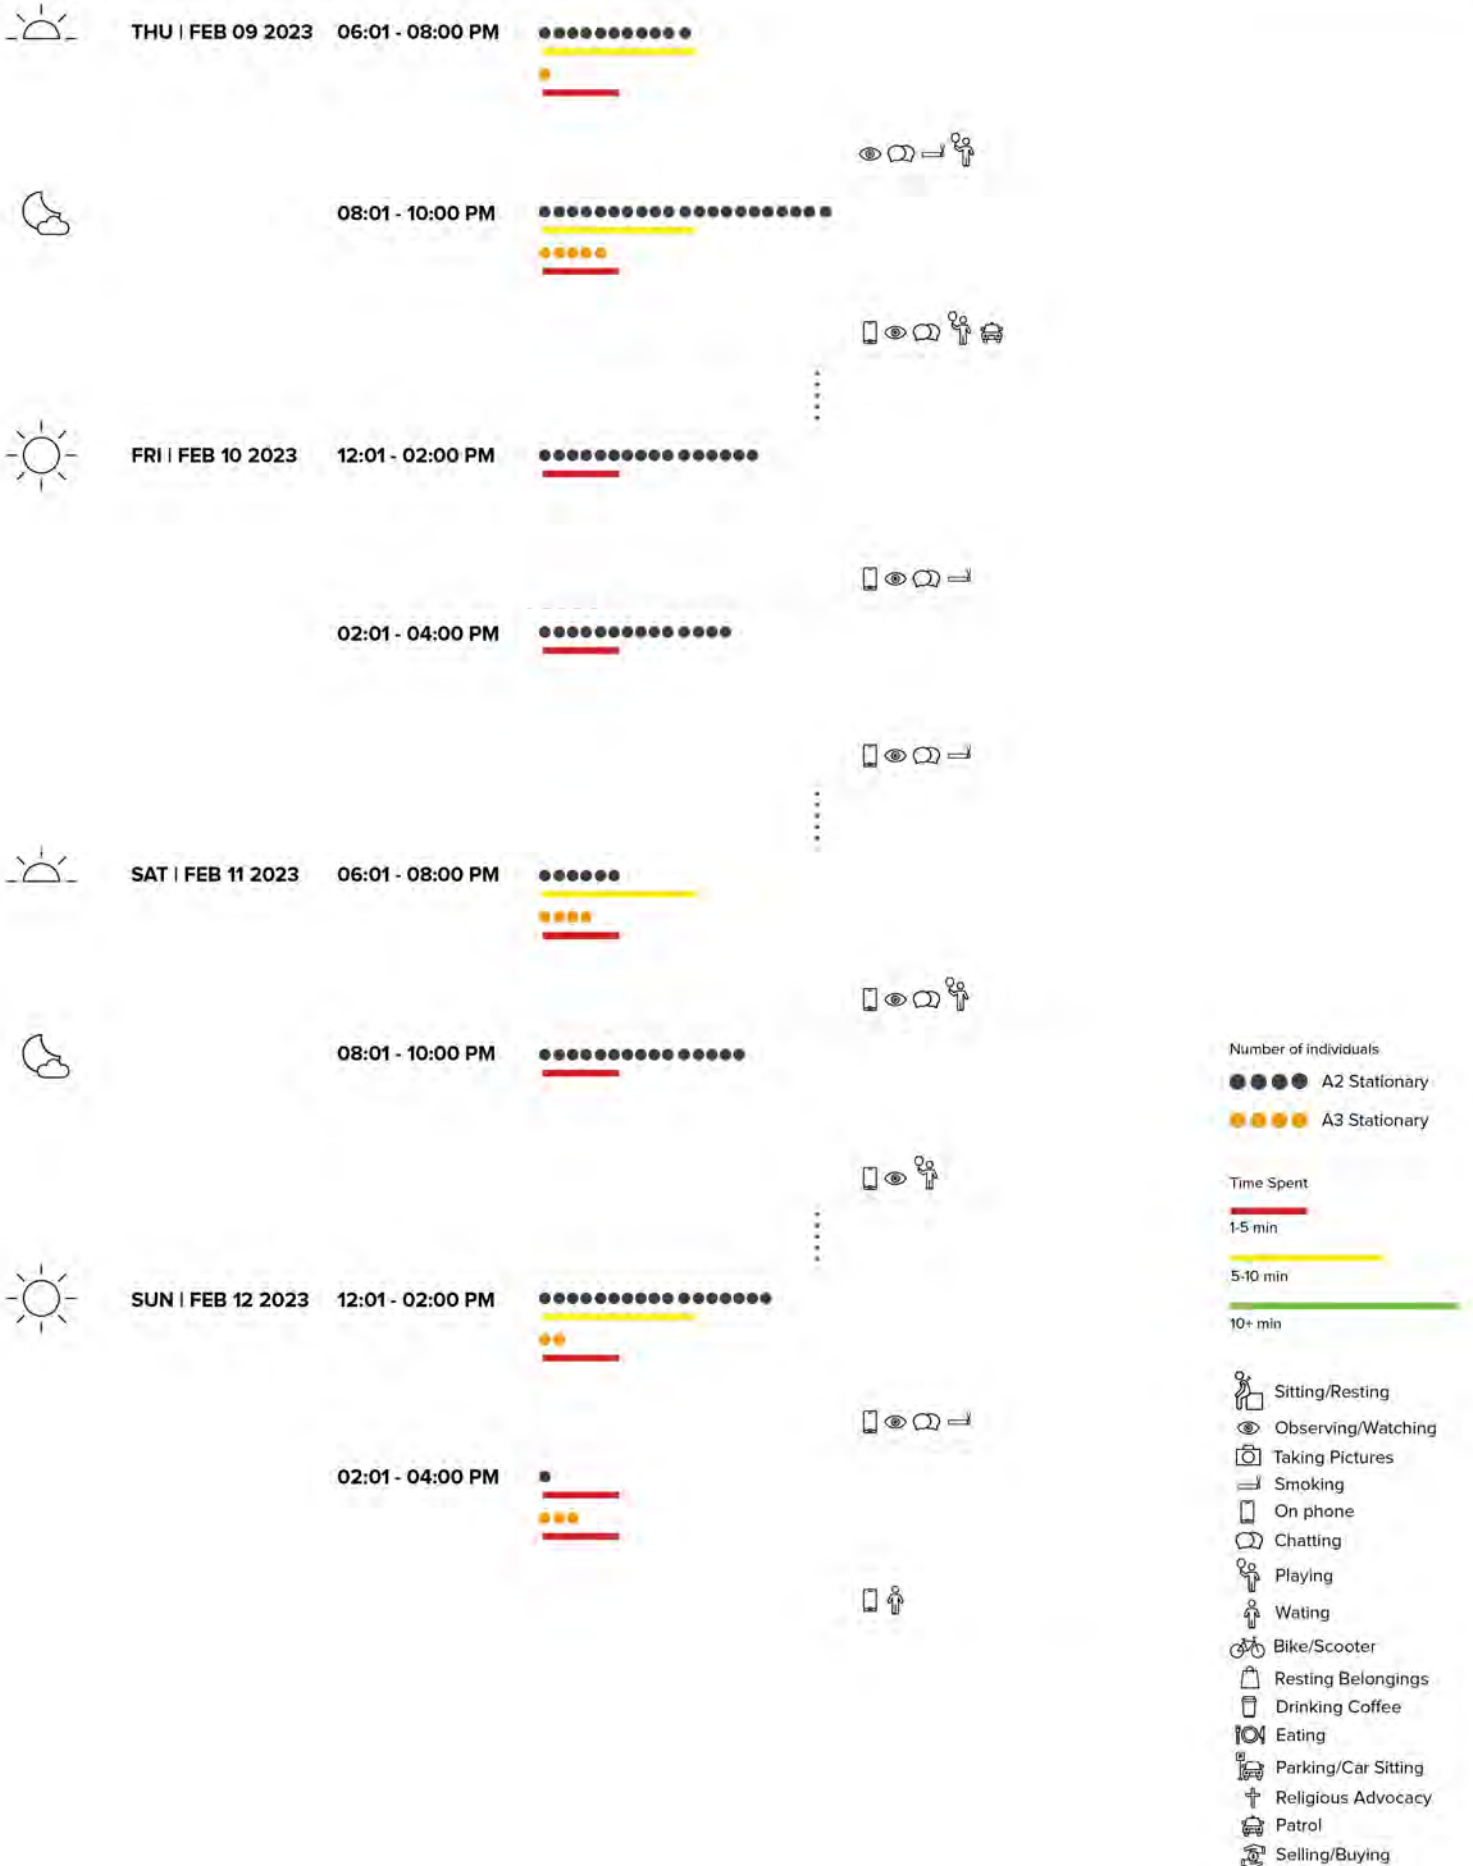 THU | FEB 09 2023 06:01 - 08:00 PM
08:01 - 10:00 PM
FRI | FEB 10 2023 12:01 - 02:00 PM
02:01 - 04:00 PM
SAT | FEB 11 2023 06:01 - 08:00 PM
08:01 - 10:00 PM
SUN | FEB 12 2023 12:01 - 02:00 PM
02:01 - 04:00 PM
Number of individuals
A2 Stationary
A3 Stationary
Time Spent
1-5 min
5-10 min
10+ min
Sitting/Resting
Observing/Watching
Taking Pictures
Smoking
On phone
Chatting
Playing
Wating
Bike/Scooter
Resting Belongings
Drinking Coffee
Eating
Parking/Car Sitting
Religious Advocacy
Patrol
Selling/Buying